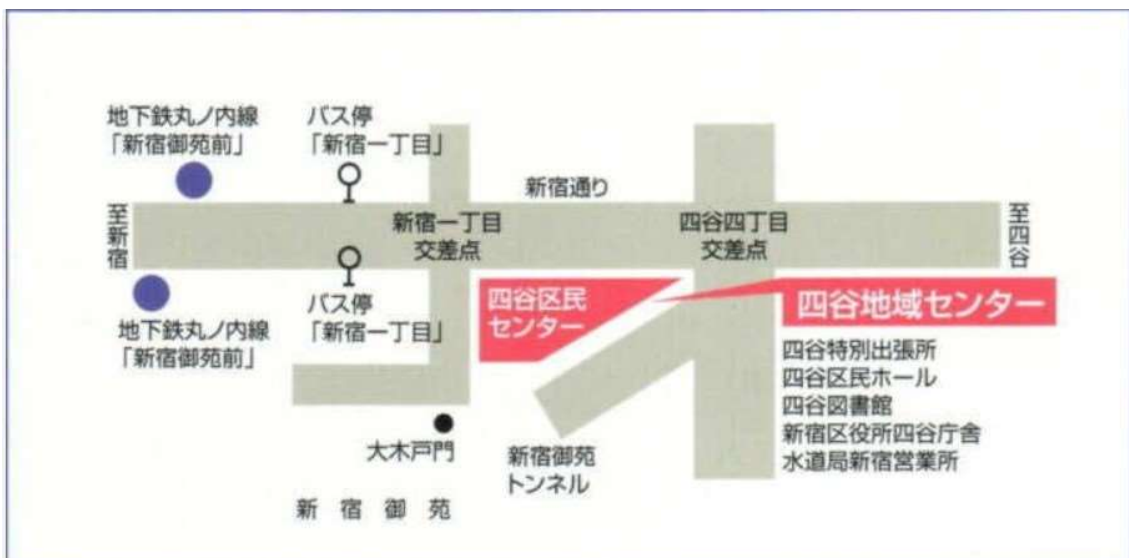 地下鉄丸ノ内線
「新宿御苑前」
バス停
「新宿一丁目」
新宿通り
至新宿
新宿一丁目
交差点
四谷四丁目
交差点
至四谷
バス停
「新宿一丁目」
地下鉄丸ノ内線
「新宿御苑前」
四谷区民
センター
四谷地域センター
四谷特別出張所
四谷区民ホール
四谷図書館
新宿区役所四谷庁舎
水道局新宿営業所
大木戸門
新宿御苑
トンネル
新宿御苑